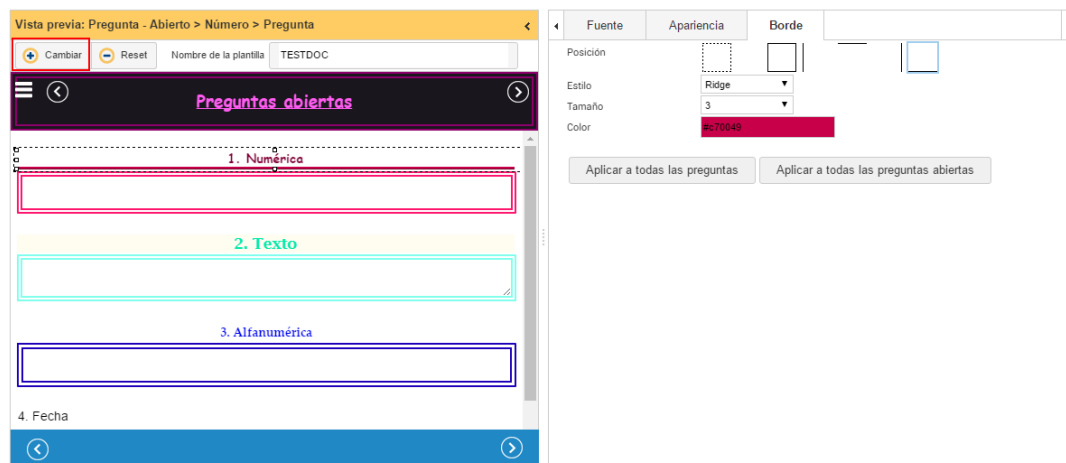 Vista previa: Pregunta - Abierto > Número > Pregunta
Cambiar Reset Nombre de la plantilla TESTDOC
Preguntas abiertas
1. Numérica
2. Texto
3. Alfanumérica
4. Fecha
Fuente Apariencia Borde
Posición
Estilo Ridge
Tamaño 3
Color #c70049
Aplicar a todas las preguntas Aplicar a todas las preguntas abiertas